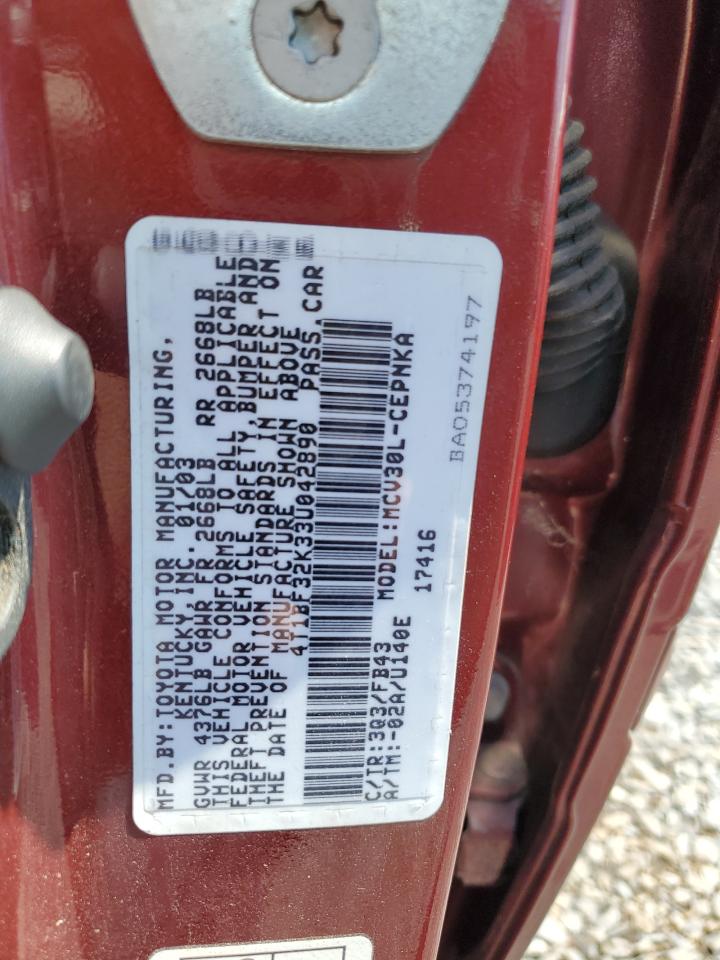 MFD.BY:TOYOTA MOTOR MANUFACTURING,
KENTUCKY,INC. 01/03
GVWR 4376LB GAWR FR 2668LB RR 2668LB
THIS VEHICLE CONFORMS TO ALL APPLICABLE
FEDERAL MOTOR VEHICLE SAFETY,BUMPER AND
THEFT PREVENTION STANDARDS IN EFFECT ON
THE DATE OF MANUFACTURE SHOWN ABOVE
4T1BF32K33U042890 PASS.CAR
C/TR:3Q3/FB43 MODEL:MCV30L-CEPNKA
A/TM:-02A/U140E 17416
BA05374197